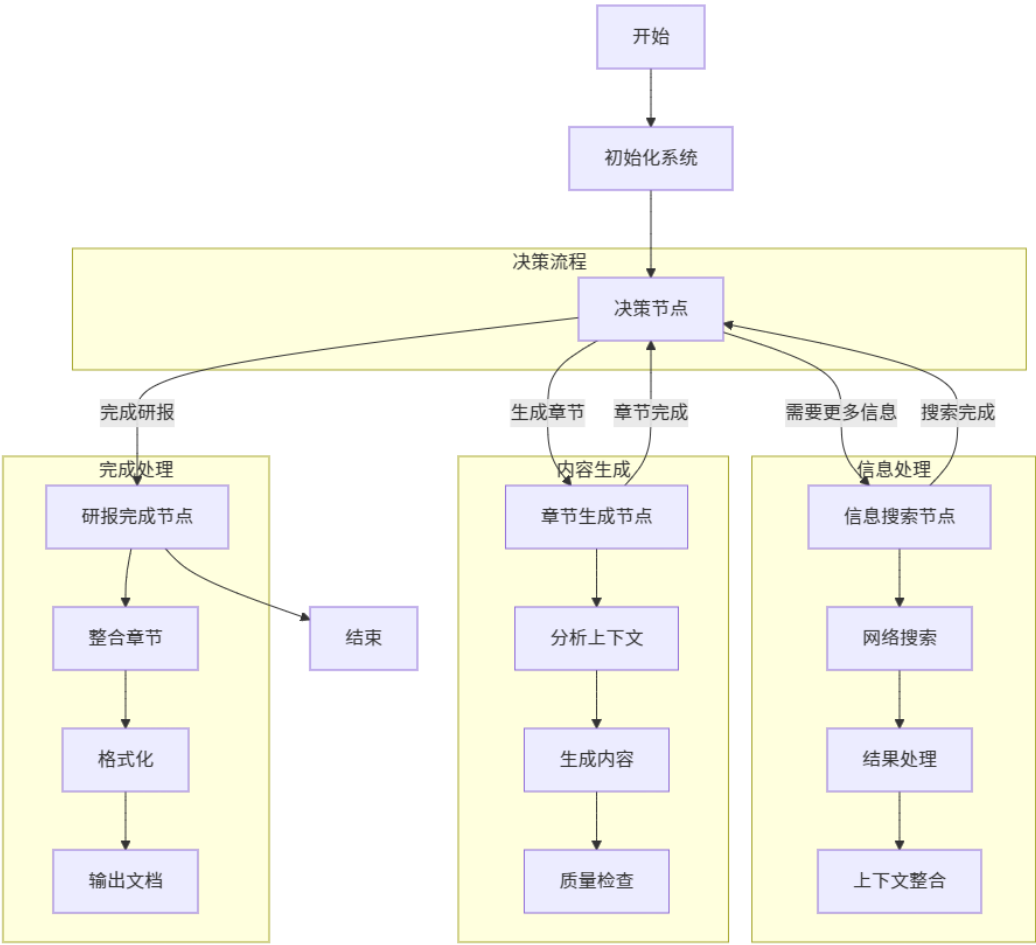 开始
初始化系统
决策流程
决策节点
完成研报
生成章节
章节完成
需要更多信息
搜索完成
完成处理
内容生成
信息处理
研报完成节点
章节生成节点
信息搜索节点
整合章节
结束
分析上下文
网络搜索
格式化
生成内容
结果处理
输出文档
质量检查
上下文整合